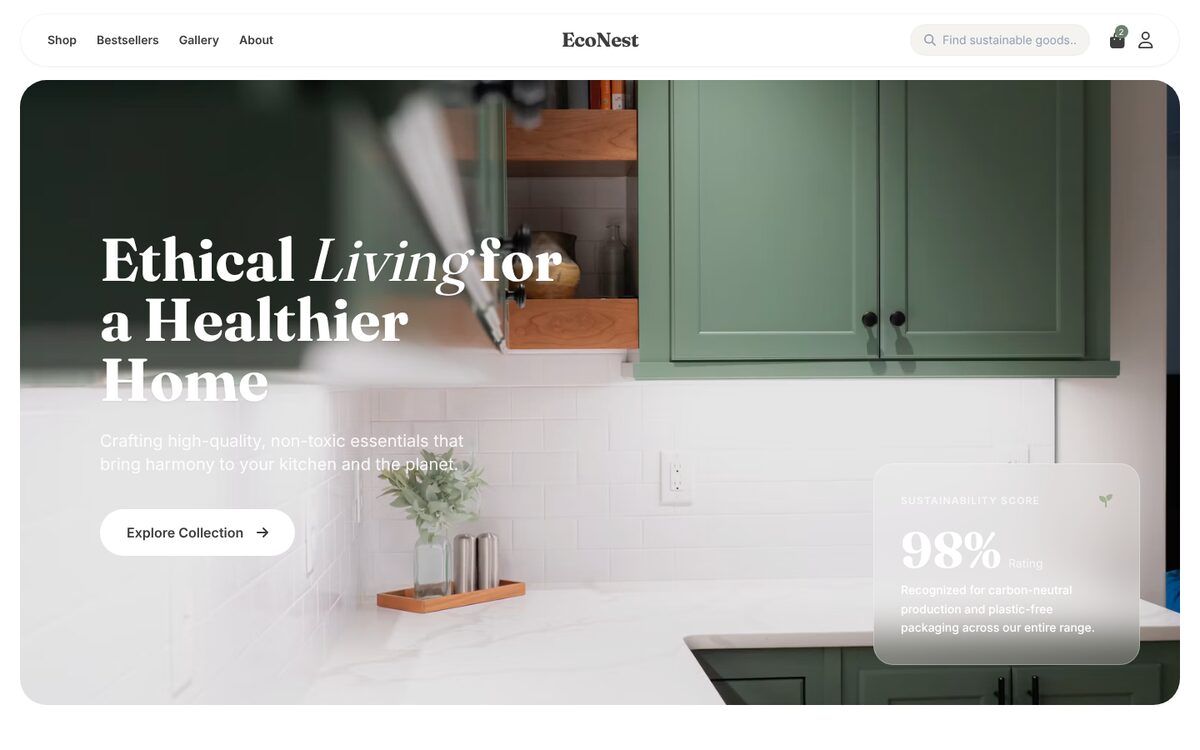 Shop Bestsellers Gallery About
EcoNest
Find sustainable goods..
2
Ethical Living for
a Healthier
Home
Crafting high-quality, non-toxic essentials that
bring harmony to your kitchen and the planet.
Explore Collection →
SUSTAINABILITY SCORE
98% Rating
Recognized for carbon-neutral
production and plastic-free
packaging across our entire range.